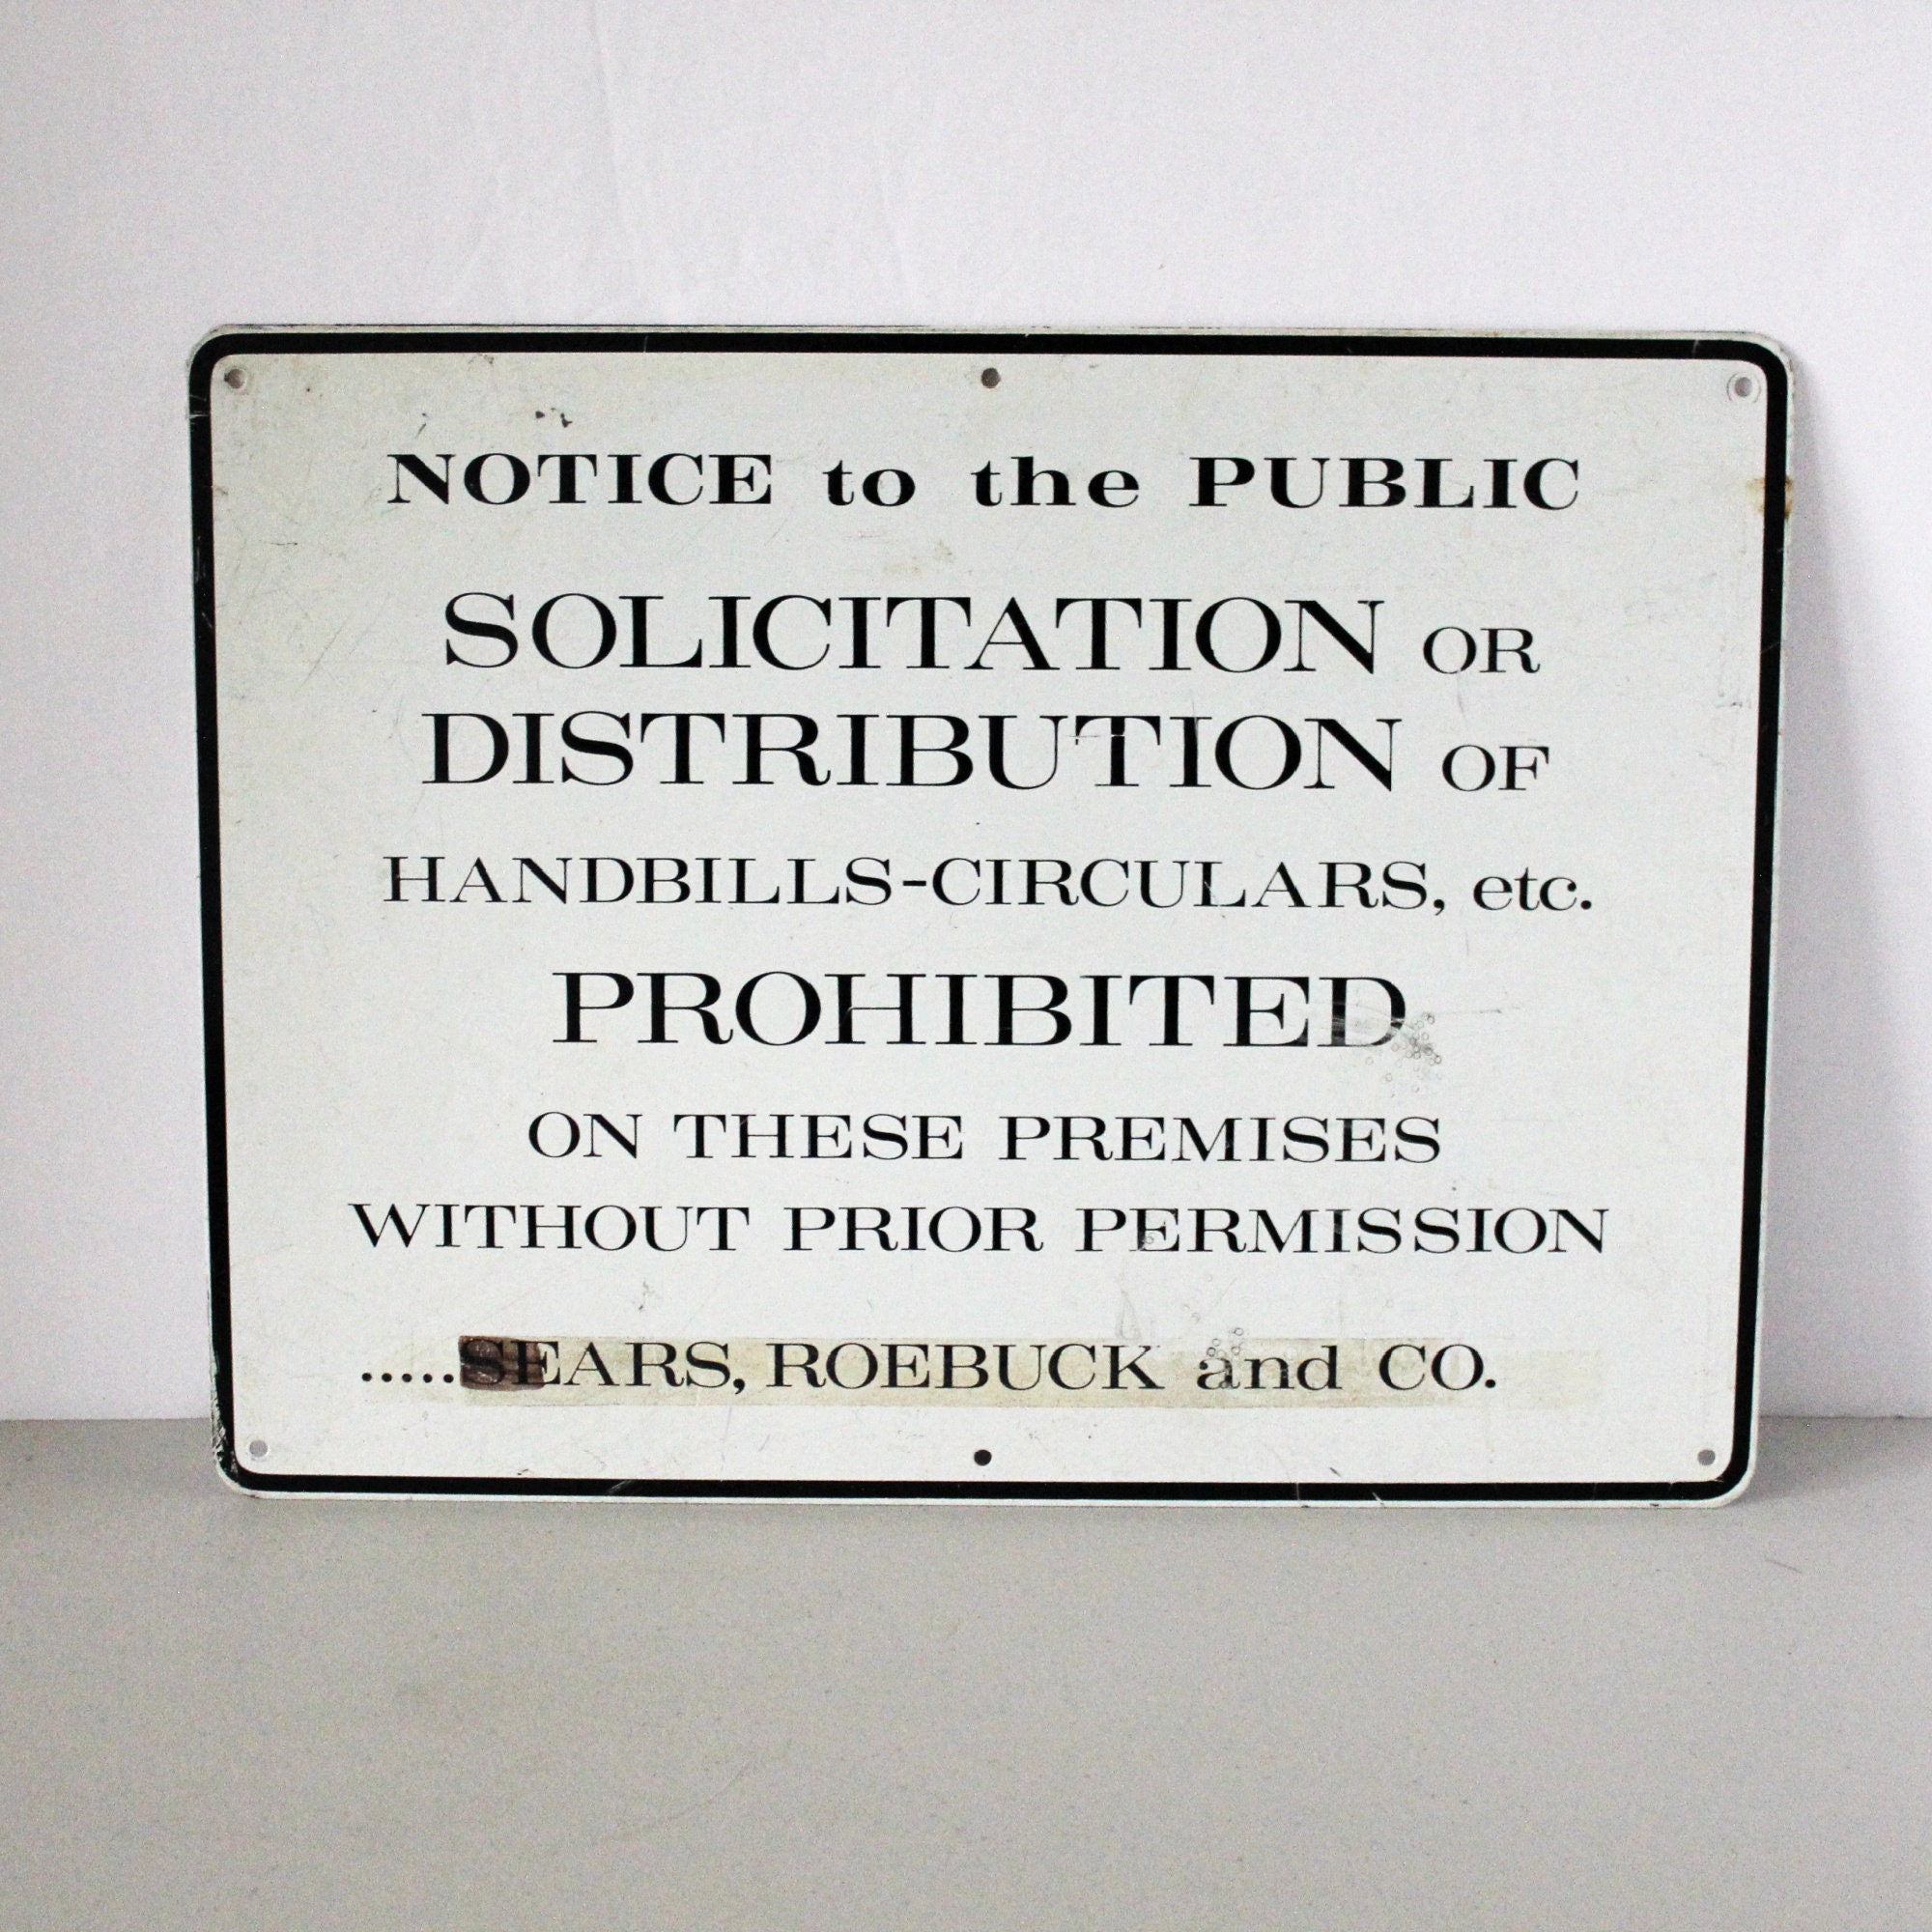 NOTICE to the PUBLIC
SOLICITATION OR
DISTRIBUTION OF
HANDBILLS-CIRCULARS, etc.
PROHIBITED
ON THESE PREMISES
WITHOUT PRIOR PERMISSION
.....SEARS, ROEBUCK and CO.